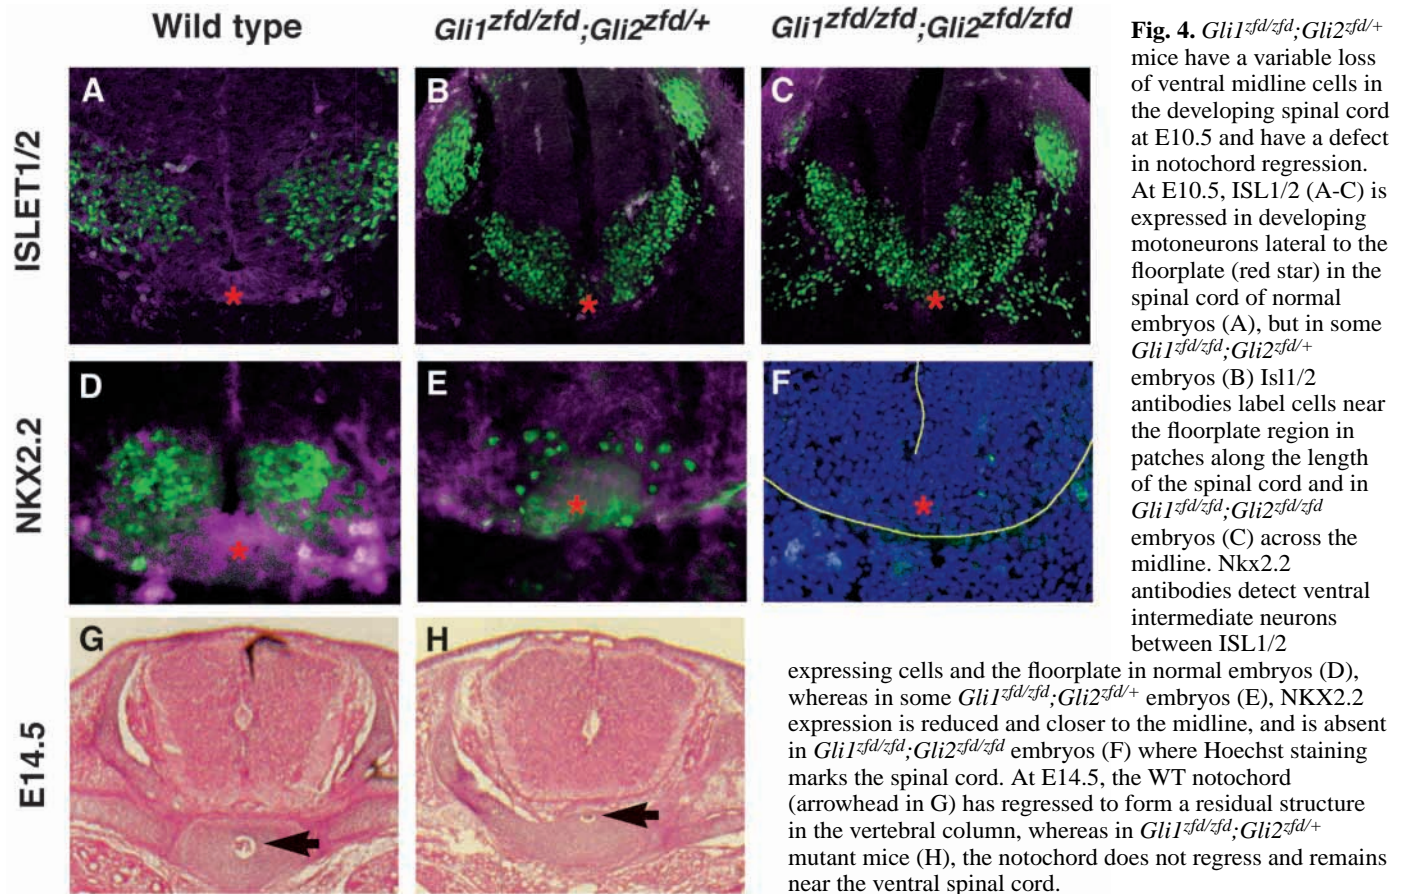 Wild type
Gli1zfd/zfd;Gli2zfd/+
Gli1zfd/zfd;Gli2zfd/zfd
ISLET1/2
A
B
C
NKX2.2
D
E
F
E14.5
G
H
Fig. 4. Gli1zfd/zfd;Gli2zfd/+
mice have a variable loss
of ventral midline cells in
the developing spinal cord
at E10.5 and have a defect
in notochord regression.
At E10.5, ISL1/2 (A-C) is
expressed in developing
motoneurons lateral to the
floorplate (red star) in the
spinal cord of normal
embryos (A), but in some
Gli1zfd/zfd;Gli2zfd/+
embryos (B) Isl1/2
antibodies label cells near
the floorplate region in
patches along the length
of the spinal cord and in
Gli1zfd/zfd;Gli2zfd/zfd
embryos (C) across the
midline. Nkx2.2
antibodies detect ventral
intermediate neurons
between ISL1/2
expressing cells and the floorplate in normal embryos (D),
whereas in some Gli1zfd/zfd;Gli2zfd/+ embryos (E), NKX2.2
expression is reduced and closer to the midline, and is absent
in Gli1zfd/zfd;Gli2zfd/zfd embryos (F) where Hoechst staining
marks the spinal cord. At E14.5, the WT notochord
(arrowhead in G) has regressed to form a residual structure
in the vertebral column, whereas in Gli1zfd/zfd;Gli2zfd/+
mutant mice (H), the notochord does not regress and remains
near the ventral spinal cord.